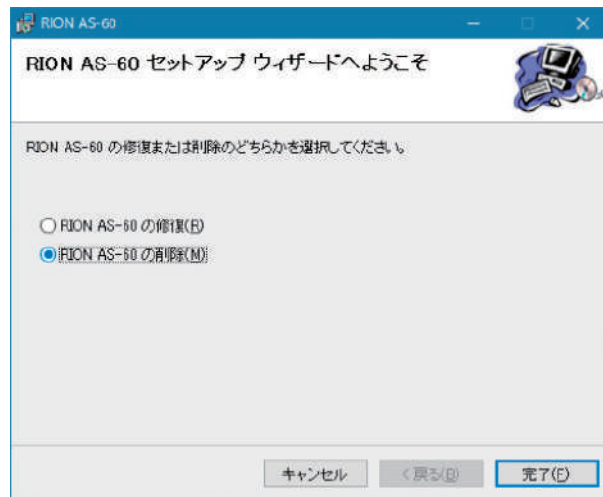 RION AS-60
RION AS-60 セットアップ ウィザードへようこそ
RION AS-60 の修復または削除のどちらかを選択してください。
RION AS-60 の修復(R)
RION AS-60 の削除(M)
キャンセル
< 戻る(B)
完了(F)